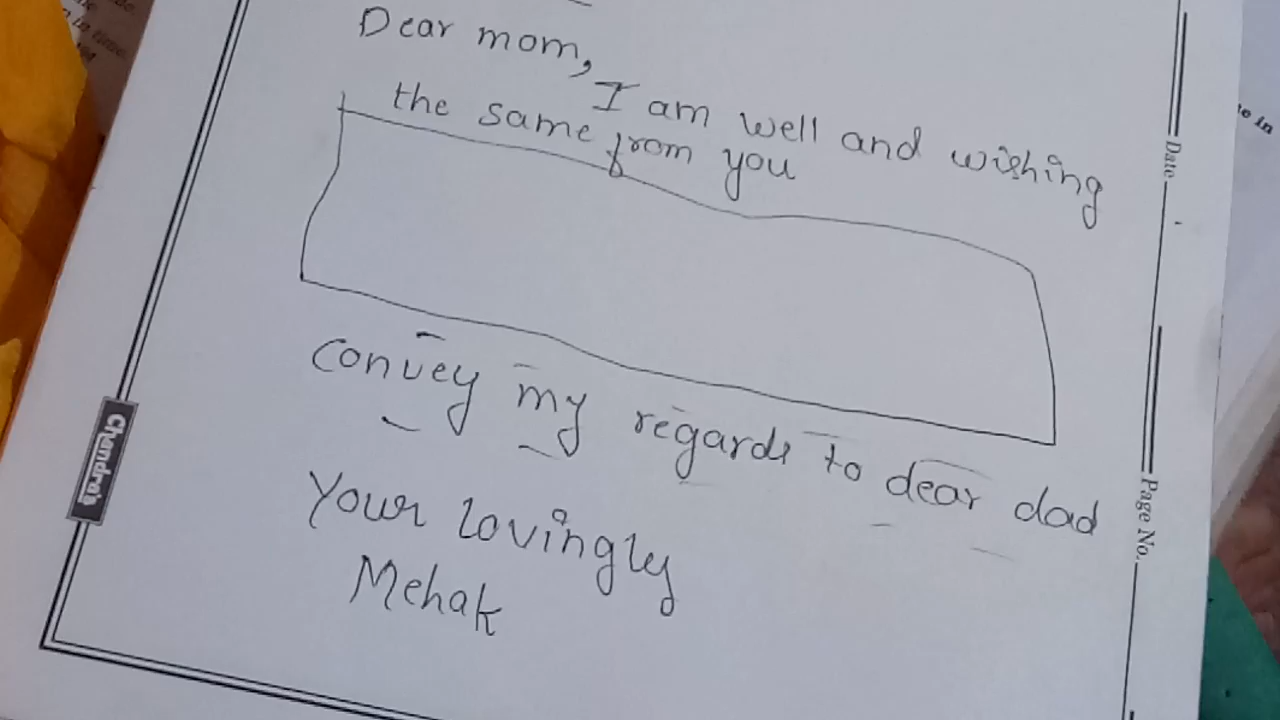 Dear mom,
I am well and wishing
the same from you
Convey my regards to dear dad
Your lovingly
Mehak
Chandra's
Date
Page No.